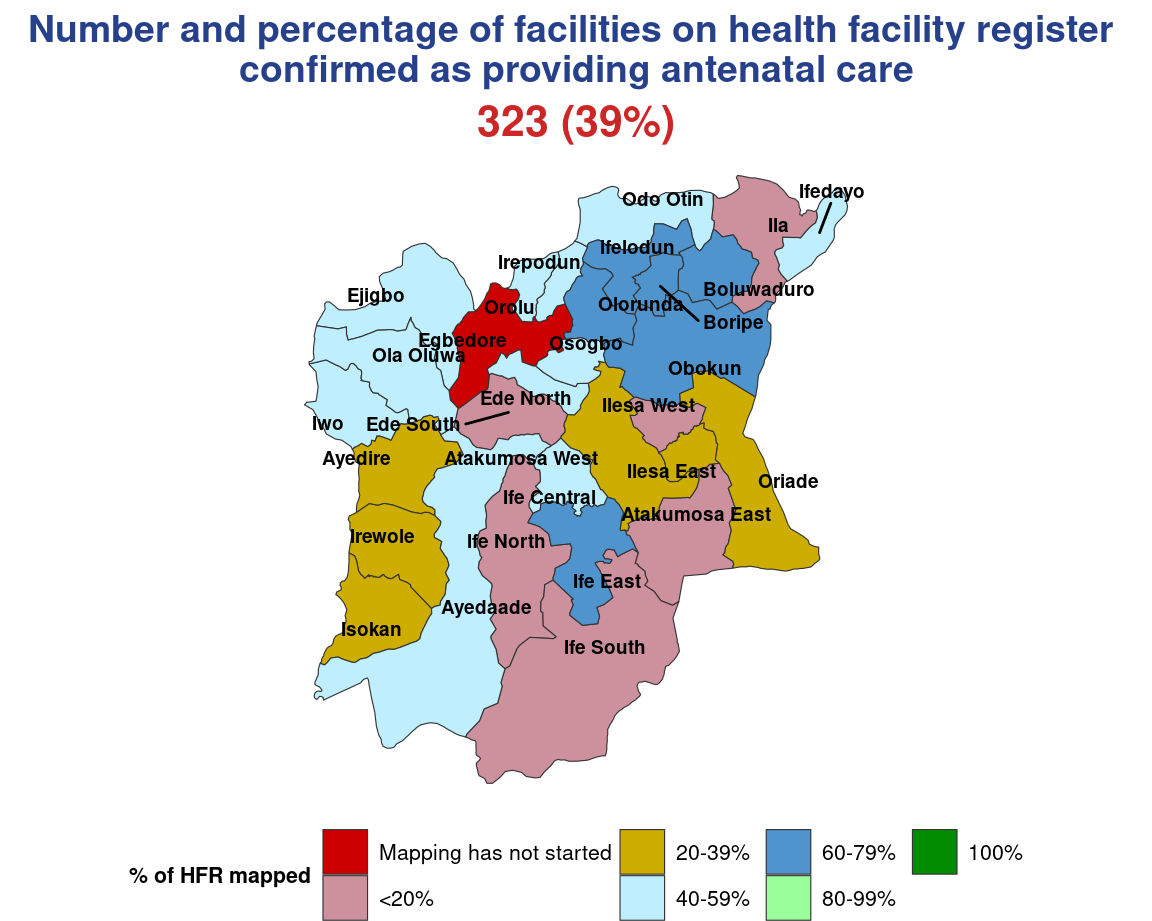 Number and percentage of facilities on health facility register
confirmed as providing antenatal care
323 (39%)
Ifedayo
Odo Otin
Ila
Ifelodun
Irepodun
Boluwaduro
Ejigbo
Olorunda
Orolu
Boripe
Egbedore
Osogbo
Ola Oluwa
Obokun
Ede North
Ilesa West
Iwo
Ede South
Ayedire
Atakumosa West
Ilesa East
Oriade
Ife Central
Atakumosa East
Irewole
Ife North
Ife East
Ayedaade
Isokan
Ife South
% of HFR mapped
Mapping has not started
20-39%
60-79%
100%
<20%
40-59%
80-99%